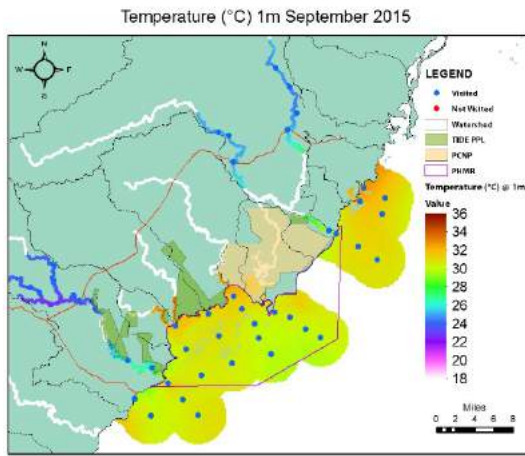 Temperature (°C) 1m September 2015
N
W
E
S
LEGEND
Visited
Not Visited
Watershed
TIDE PPL
PCNP
PHMR
Temperature (°C) @ 1m
Value
36
34
32
30
28
26
24
22
20
18
Miles
0 2 4 6 8